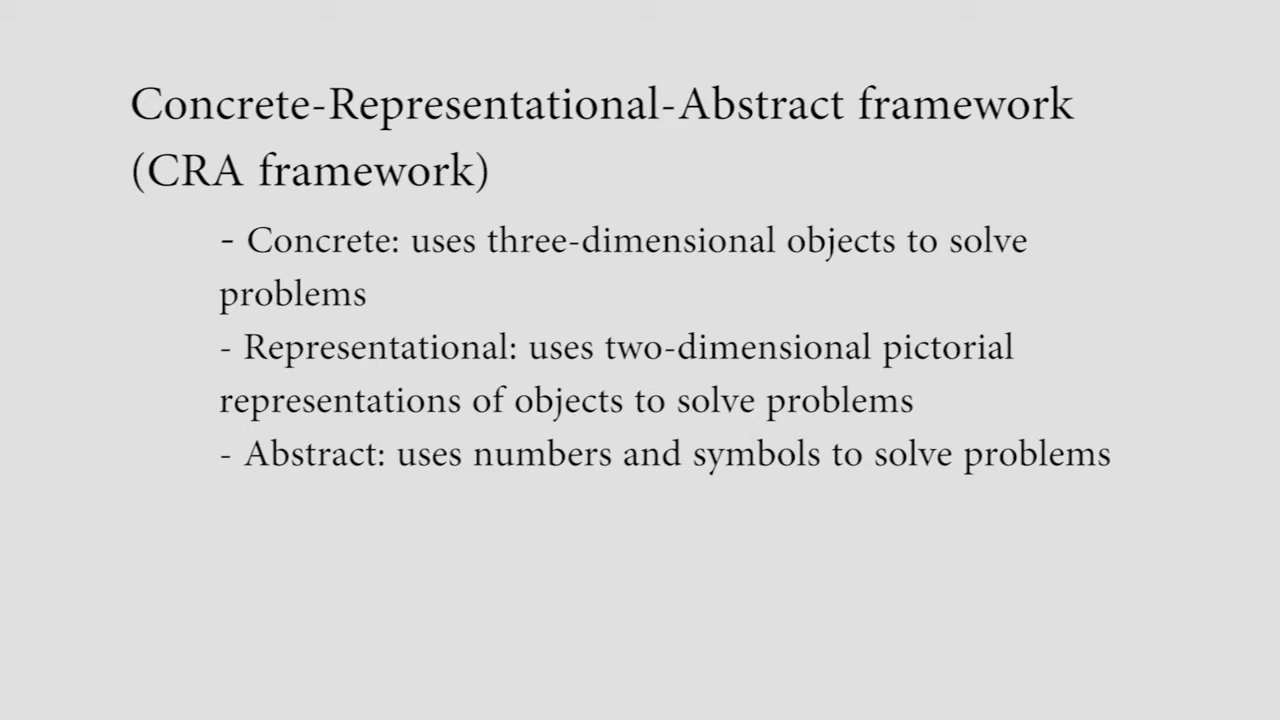 Concrete-Representational-Abstract framework
(CRA framework)
- Concrete: uses three-dimensional objects to solve
problems
- Representational: uses two-dimensional pictorial
representations of objects to solve problems
- Abstract: uses numbers and symbols to solve problems